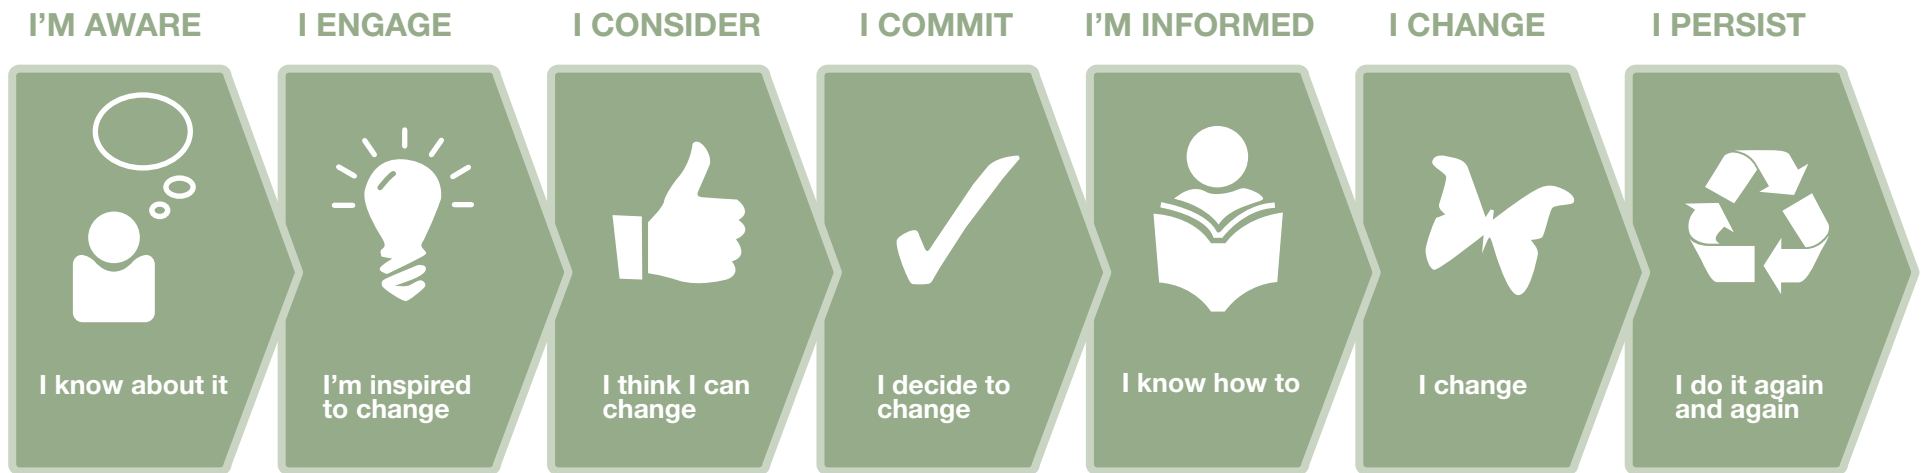 I’M AWARE
I ENGAGE
I CONSIDER
I COMMIT
I’M INFORMED
I CHANGE
I PERSIST
I know about it
I’m inspired
to change
I think I can
change
I decide to
change
I know how to
I change
I do it again
and again